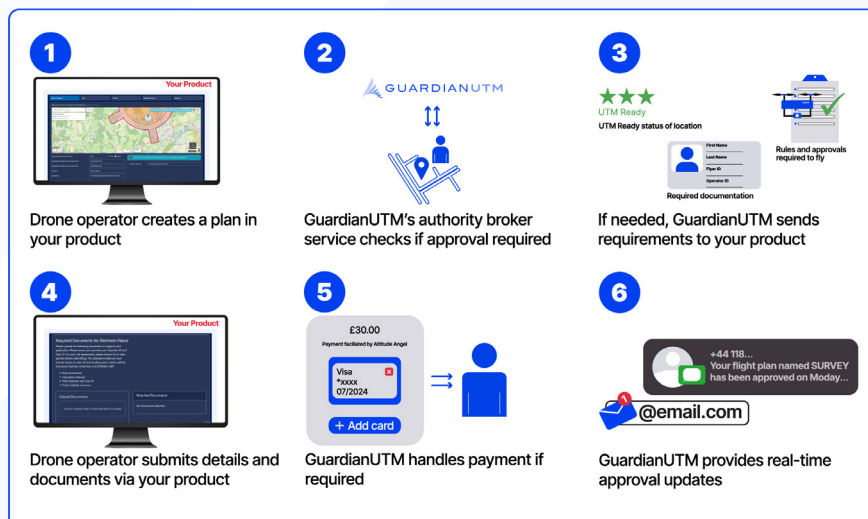 1
Your Product
Drone operator creates a plan in
your product
2
GUARDIANUTM
GuardianUTM's authority broker
service checks if approval required
3
UTM Ready
UTM Ready status of location
First Name
Last Name
Flyer ID
Operator ID
Required documentation
Rules and approvals
required to fly
If needed, GuardianUTM sends
requirements to your product
4
Your Product
Required Documents for Blenheim Palace
Upload Documents
Attached Documents
No documents attached
Drone operator submits details and
documents via your product
5
£30.00
Payment faciliated by Altitude Angel
Visa
*xxxx
07/2024
+ Add card
GuardianUTM handles payment if
required
6
+44 118...
Your flight plan named SURVEY
has been approved on Moday...
1
@email.com
GuardianUTM provides real-time
approval updates